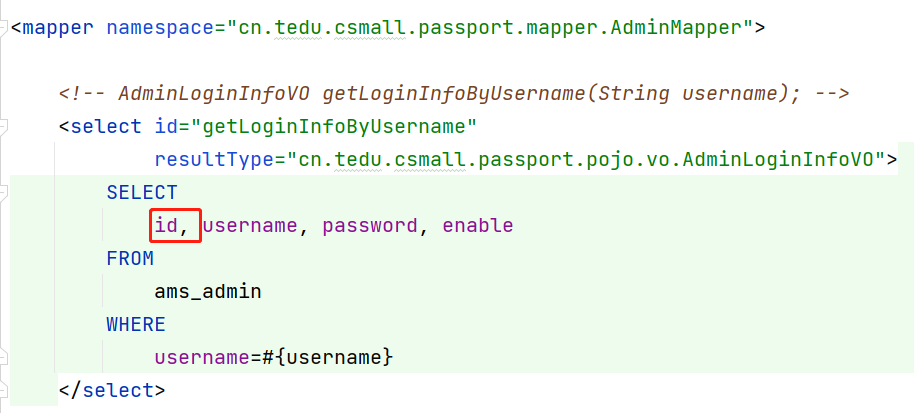 <mapper namespace="cn.tedu.csmall.passport.mapper.AdminMapper">
<!-- AdminLoginInfoVO getLoginInfoByUsername(String username); -->
<select id="getLoginInfoByUsername"
resultType="cn.tedu.csmall.passport.pojo.vo.AdminLoginInfoVO">
SELECT
id, username, password, enable
FROM
ams_admin
WHERE
username=#{username}
</select>